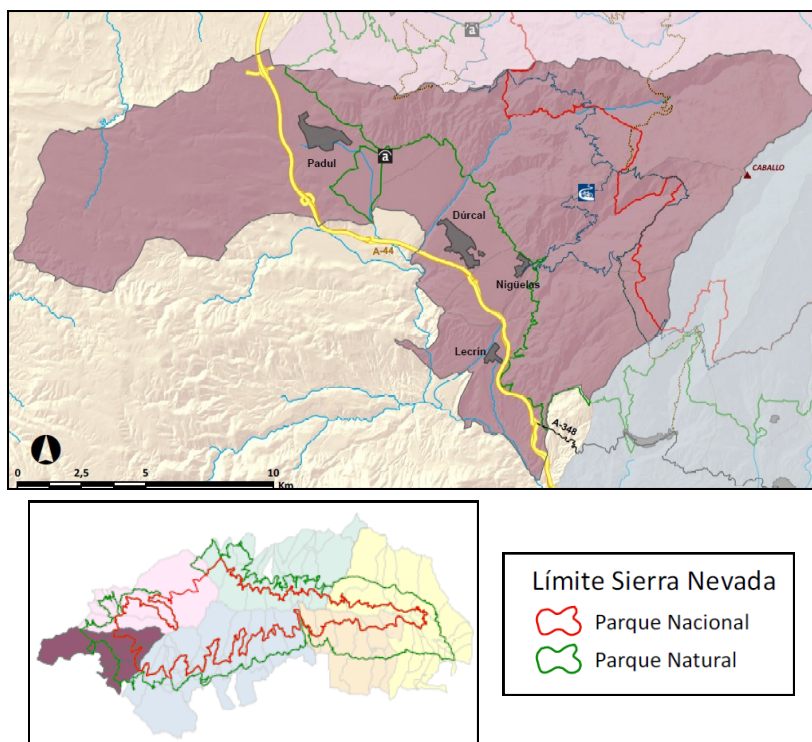 a
a
CABALLO
Padul
Dúrcal
A-44
Nigüelas
Lecrín
A-348
0 2,5 5 10
Km
Límite Sierra Nevada
Parque Nacional
Parque Natural